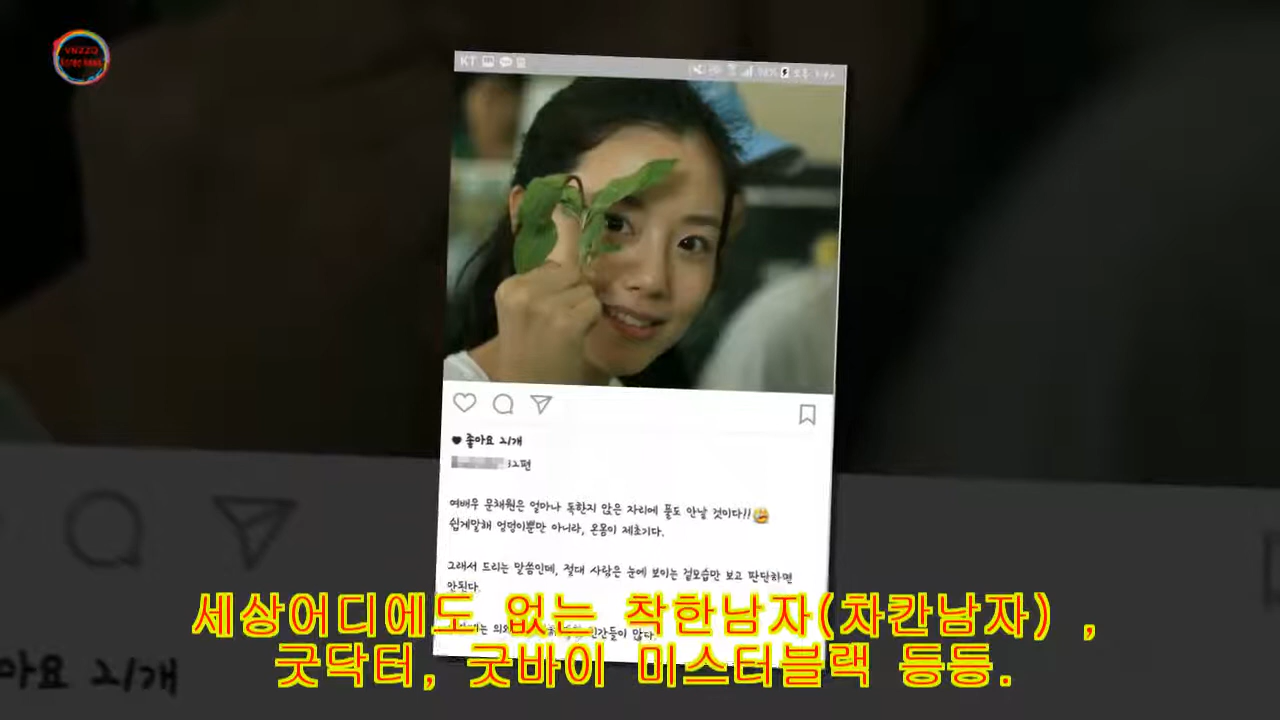 VNZZQ
KT
좋아요 21개
32편
여배우 문채원은 얼마나 독한지 앉은 자리에 풀도 안날 것이다!!
쉽게말해 엉덩이뿐만 아니라, 온몸이 제초기다.
그래서 드리는 말씀인데, 절대 사람은 눈에 보이는 겉모습만 보고 판단하면
안된다.
인간들이 많다.
세상어디에도 없는 착한남자(차칸남자) ,
굿닥터, 굿바이 미스터블랙 등등.
아요 21개